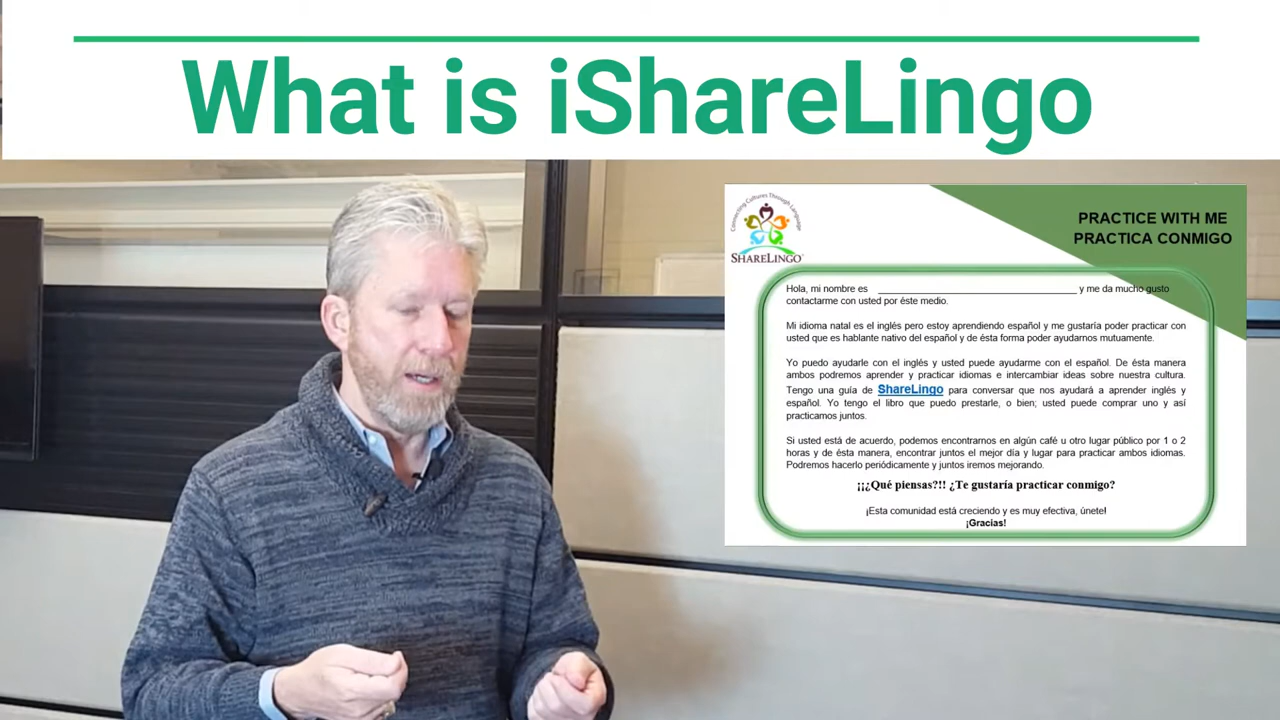 What is iShareLingo
Connecting Cultures Through Language
SHARELINGO
PRACTICE WITH ME
PRACTICA CONMIGO
Hola, mi nombre es ________________________________ y me da mucho gusto
contactarme con usted por éste medio.
Mi idioma natal es el inglés pero estoy aprendiendo español y me gustaría poder practicar con
usted que es hablante nativo del español y de ésta forma poder ayudarnos mutuamente.
Yo puedo ayudarle con el inglés y usted puede ayudarme con el español. De ésta manera
ambos podremos aprender y practicar idiomas e intercambiar ideas sobre nuestra cultura.
Tengo una guía de ShareLingo para conversar que nos ayudará a aprender inglés y
español. Yo tengo el libro que puedo prestarle, o bien; usted puede comprar uno y así
practicamos juntos.
Si usted está de acuerdo, podemos encontrarnos en algún café u otro lugar público por 1 o 2
horas y de ésta manera, encontrar juntos el mejor día y lugar para practicar ambos idiomas.
Podremos hacerlo periódicamente y juntos iremos mejorando.
¡¡¿Qué piensas?!! ¿Te gustaría practicar conmigo?
¡Esta comunidad está creciendo y es muy efectiva, únete!
¡Gracias!